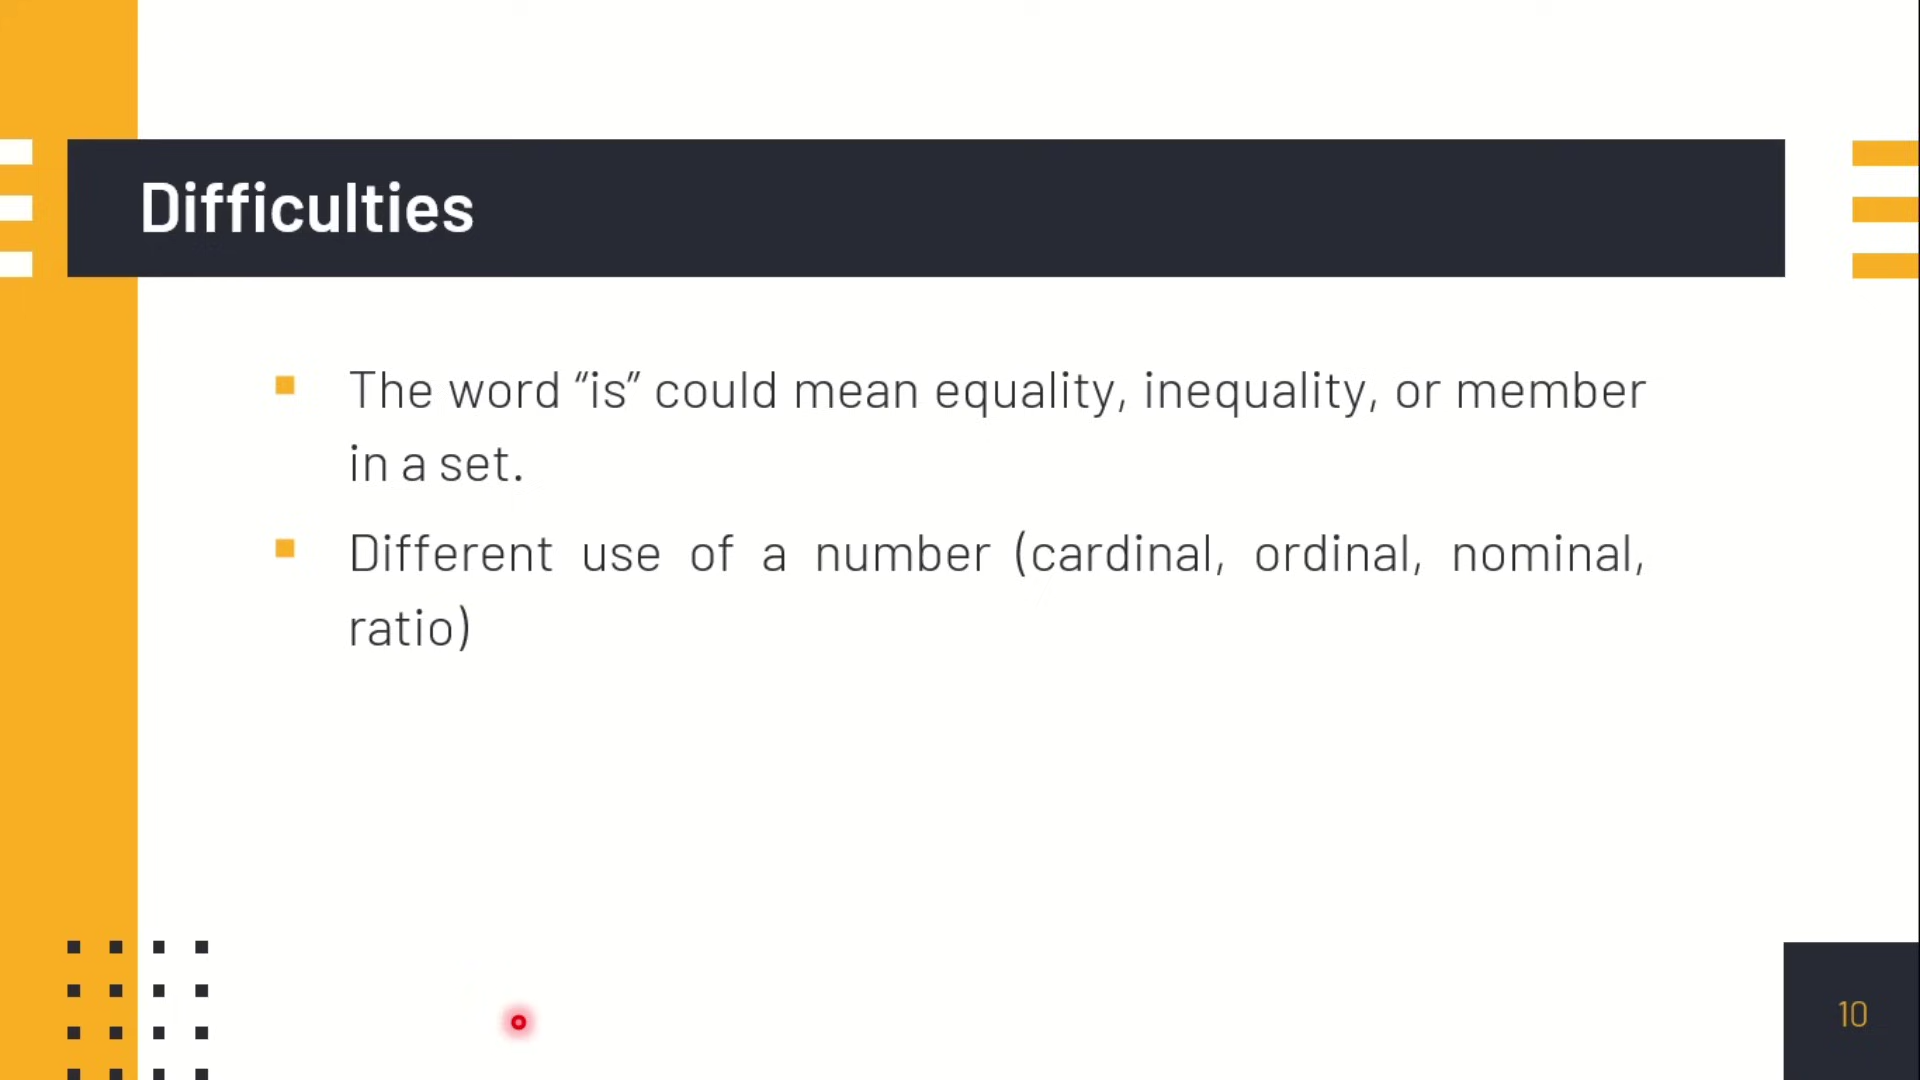 Difficulties
The word “is” could mean equality, inequality, or member
in a set.
Different use of a number (cardinal, ordinal, nominal,
ratio)
10